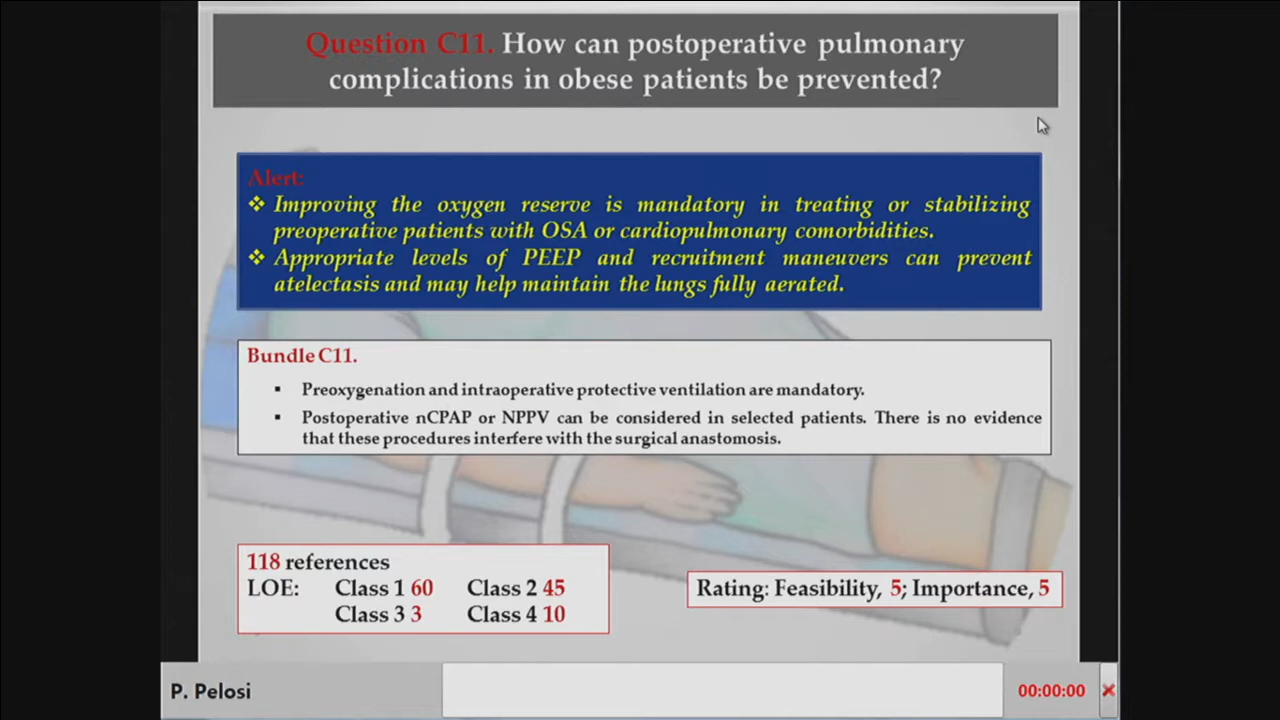 Question C11. How can postoperative pulmonary
complications in obese patients be prevented?
Alert:
❖ Improving the oxygen reserve is mandatory in treating or stabilizing
preoperative patients with OSA or cardiopulmonary comorbidities.
❖ Appropriate levels of PEEP and recruitment maneuvers can prevent
atelectasis and may help maintain the lungs fully aerated.
Bundle C11.
▪ Preoxygenation and intraoperative protective ventilation are mandatory.
▪ Postoperative nCPAP or NPPV can be considered in selected patients. There is no evidence
that these procedures interfere with the surgical anastomosis.
118 references
LOE: Class 1 60 Class 2 45
Class 3 3 Class 4 10
Rating: Feasibility, 5; Importance, 5
P. Pelosi
00:00:00